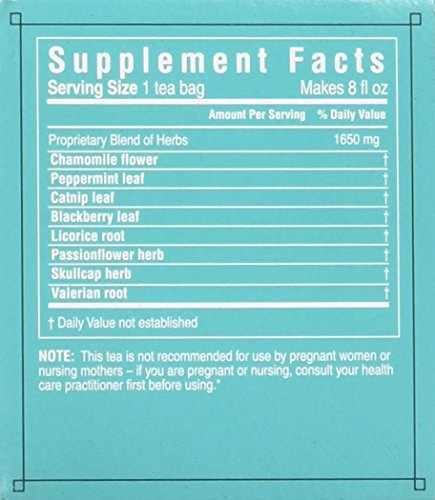 Supplement Facts
Serving Size 1 tea bag Makes 8 fl oz
Amount Per Serving % Daily Value
Proprietary Blend of Herbs 1650 mg
Chamomile flower †
Peppermint leaf †
Catnip leaf †
Blackberry leaf †
Licorice root †
Passionflower herb †
Skullcap herb †
Valerian root †
† Daily Value not established
NOTE: This tea is not recommended for use by pregnant women or
nursing mothers – if you are pregnant or nursing, consult your health
care practitioner first before using.*